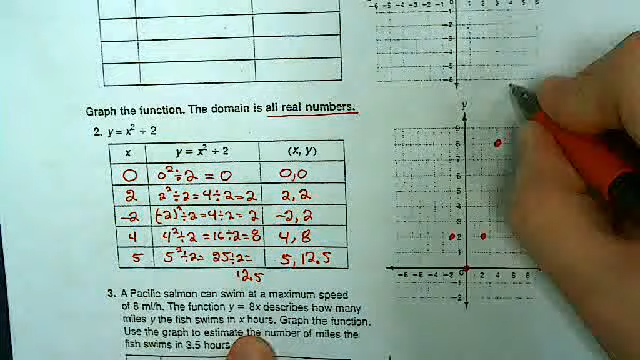 Graph the function. The domain is all real numbers.
2. y = x² ÷ 2
x y = x² ÷ 2 (x, y)
0 0²÷2 = 0 0,0
2 2²÷2=4÷2=2 2, 2
-2 (-2)²÷2=4÷2= 2 -2, 2
4 4²÷2=16÷2=8 4, 8
5 5²÷2= 25÷2= 5, 12.5
12.5
3. A Pacific salmon can swim at a maximum speed
of 8 mi/h. The function y = 8x describes how many
miles y the fish swims in x hours. Graph the function.
Use the graph to estimate the number of miles the
fish swims in 3.5 hours
y